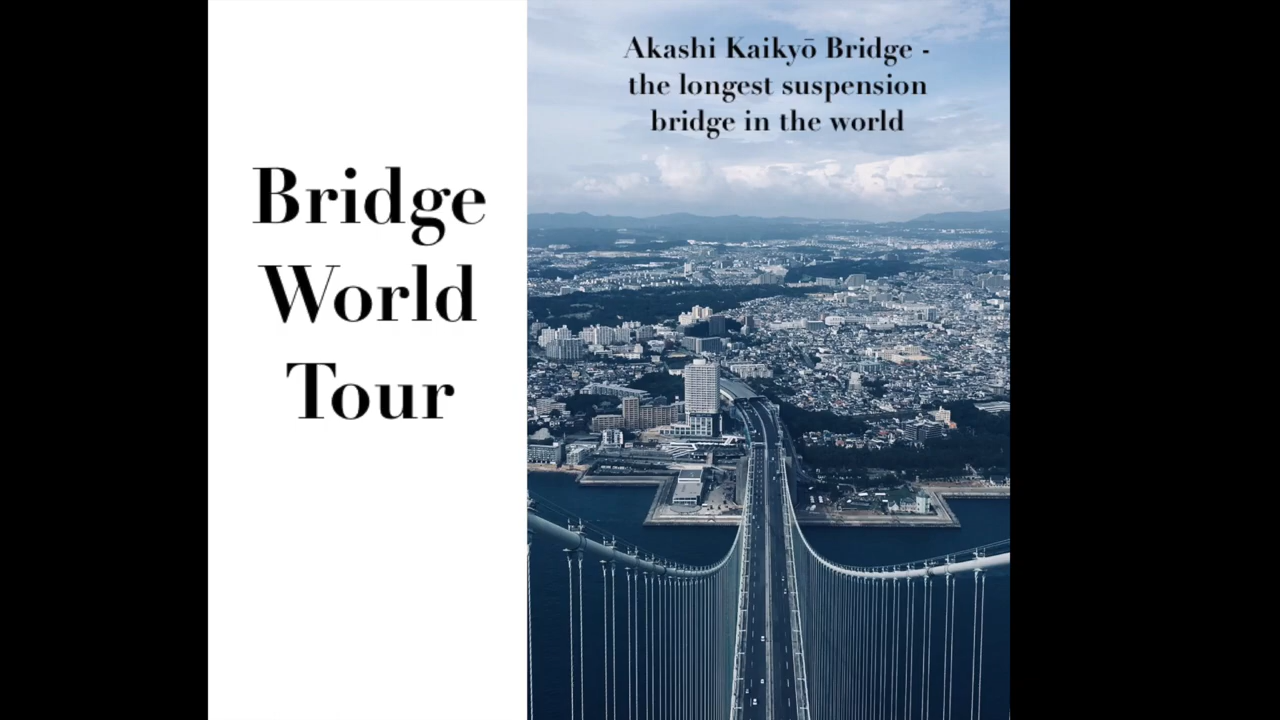 Bridge
World
Tour
Akashi Kaikyō Bridge -
the longest suspension
bridge in the world